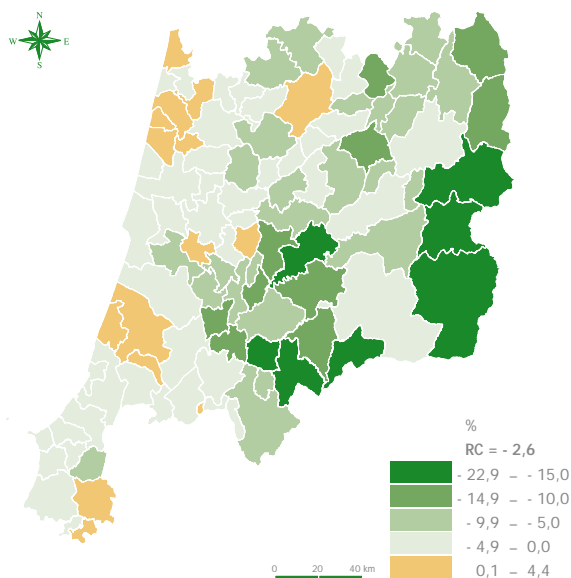 N
W E
S
%
RC = - 2,6
- 22,9 – - 15,0
- 14,9 – - 10,0
- 9,9 – - 5,0
- 4,9 – 0,0
0,1 – 4,4
0 20 40 km